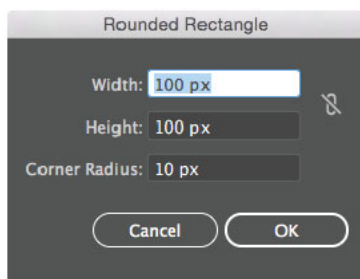 Rounded Rectangle
Width: 100 px
Height: 100 px
Corner Radius: 10 px
Cancel OK